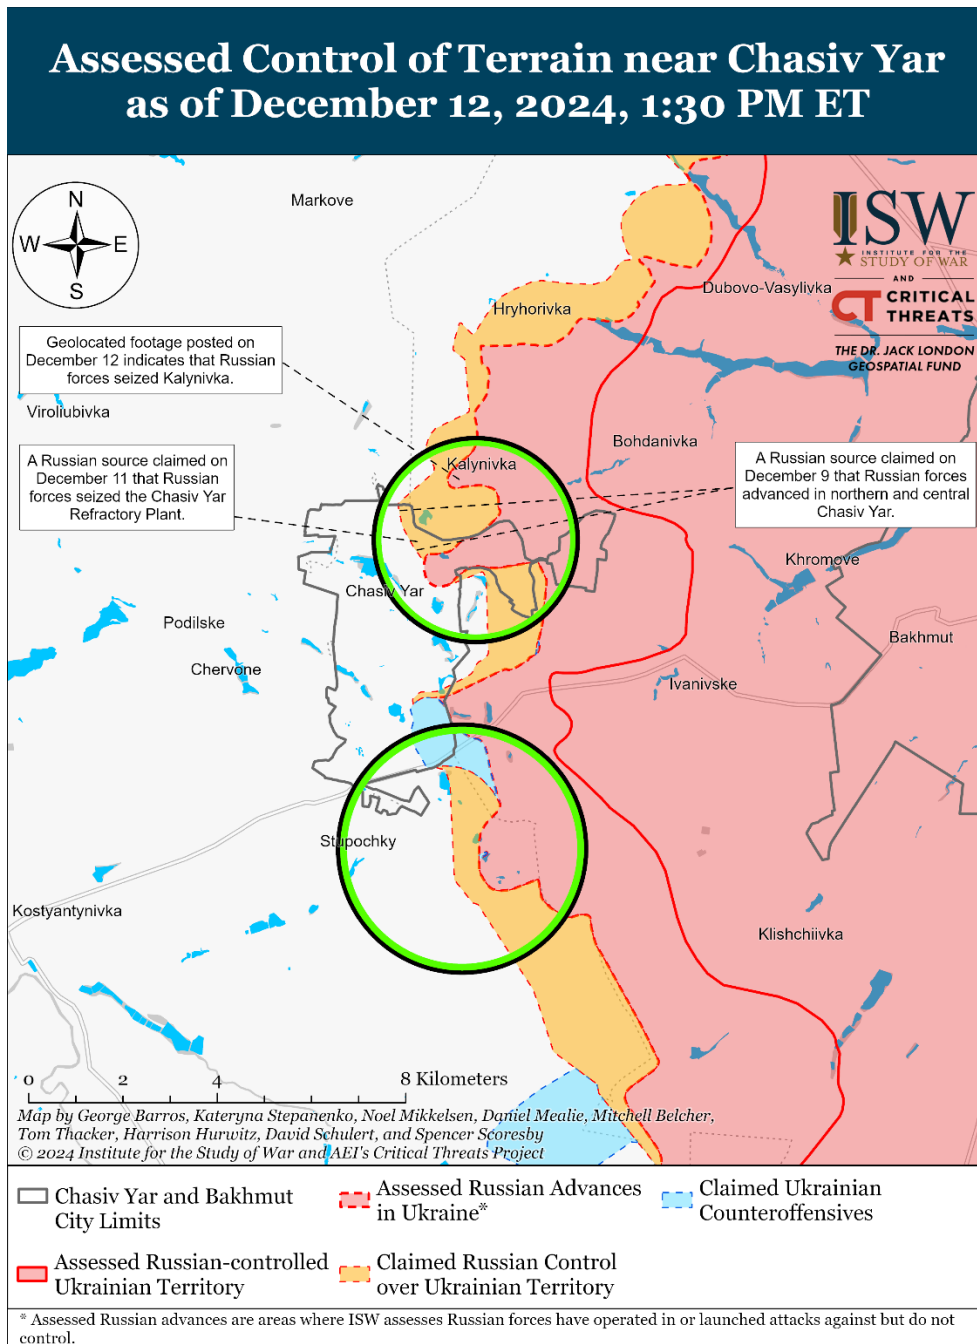 Assessed Control of Terrain near Chasiv Yar
as of December 12, 2024, 1:30 PM ET
N
W
E
S
Markove
ISW
INSTITUTE FOR THE
STUDY OF WAR
AND
CT CRITICAL
THREATS
THE DR. JACK LONDON
GEOSPATIAL FUND
Dubovo-Vasylivka
Hryhorivka
Geolocated footage posted on
December 12 indicates that Russian
forces seized Kalynivka.
Viroliubivka
Bohdanivka
A Russian source claimed on
December 11 that Russian
forces seized the Chasiv Yar
Refractory Plant.
Kalynivka
A Russian source claimed on
December 9 that Russian forces
advanced in northern and central
Chasiv Yar.
Khromove
Chasiv Yar
Podilske
Bakhmut
Chervone
Ivanivske
Stupochky
Kostyantynivka
Klishchiivka
0 2 4 8 Kilometers
Map by George Barros, Kateryna Stepanenko, Noel Mikkelsen, Daniel Mealie, Mitchell Belcher,
Tom Thacker, Harrison Hurwitz, David Schulert, and Spencer Scoresby
© 2024 Institute for the Study of War and AEI's Critical Threats Project
Chasiv Yar and Bakhmut
City Limits
Assessed Russian Advances
in Ukraine*
Claimed Ukrainian
Counteroffensives
Assessed Russian-controlled
Ukrainian Territory
Claimed Russian Control
over Ukrainian Territory
* Assessed Russian advances are areas where ISW assesses Russian forces have operated in or launched attacks against but do not
control.